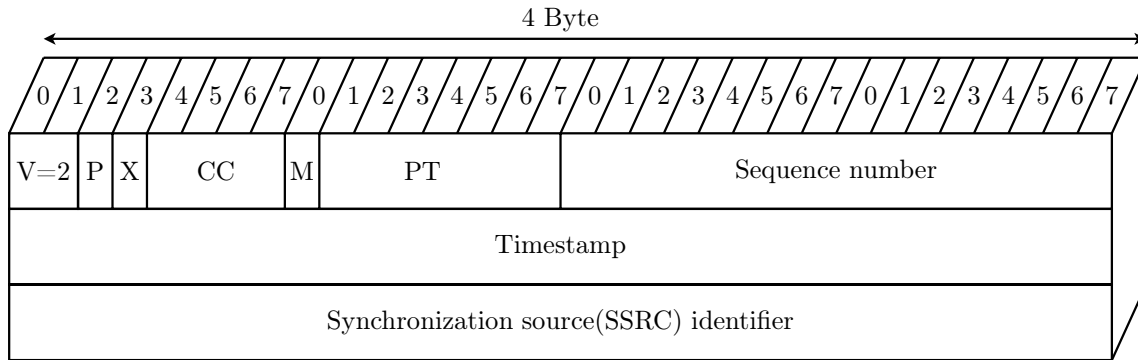 4 Byte
0 1 2 3 4 5 6 7 0 1 2 3 4 5 6 7 0 1 2 3 4 5 6 7 0 1 2 3 4 5 6 7
V=2 P X CC M PT Sequence number
Timestamp
Synchronization source(SSRC) identifier